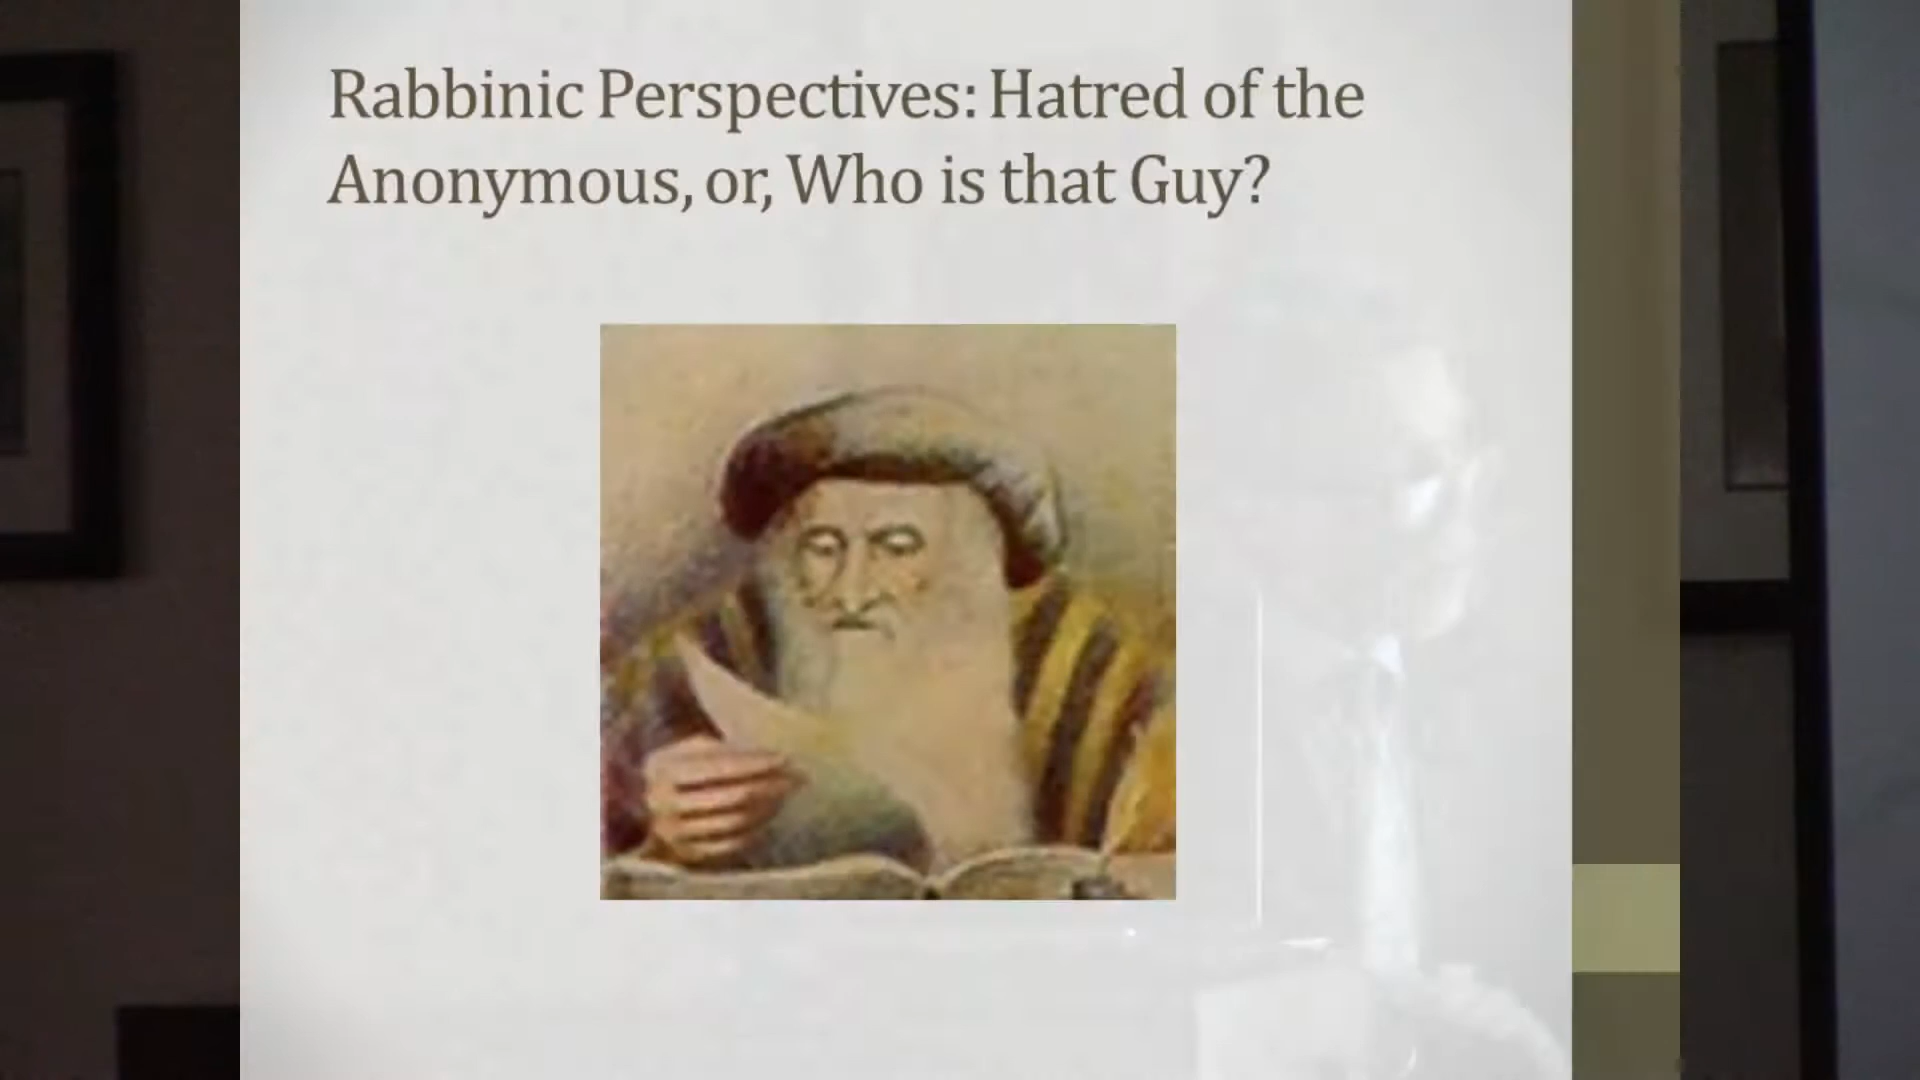 Rabbinic Perspectives: Hatred of the
Anonymous, or, Who is that Guy?